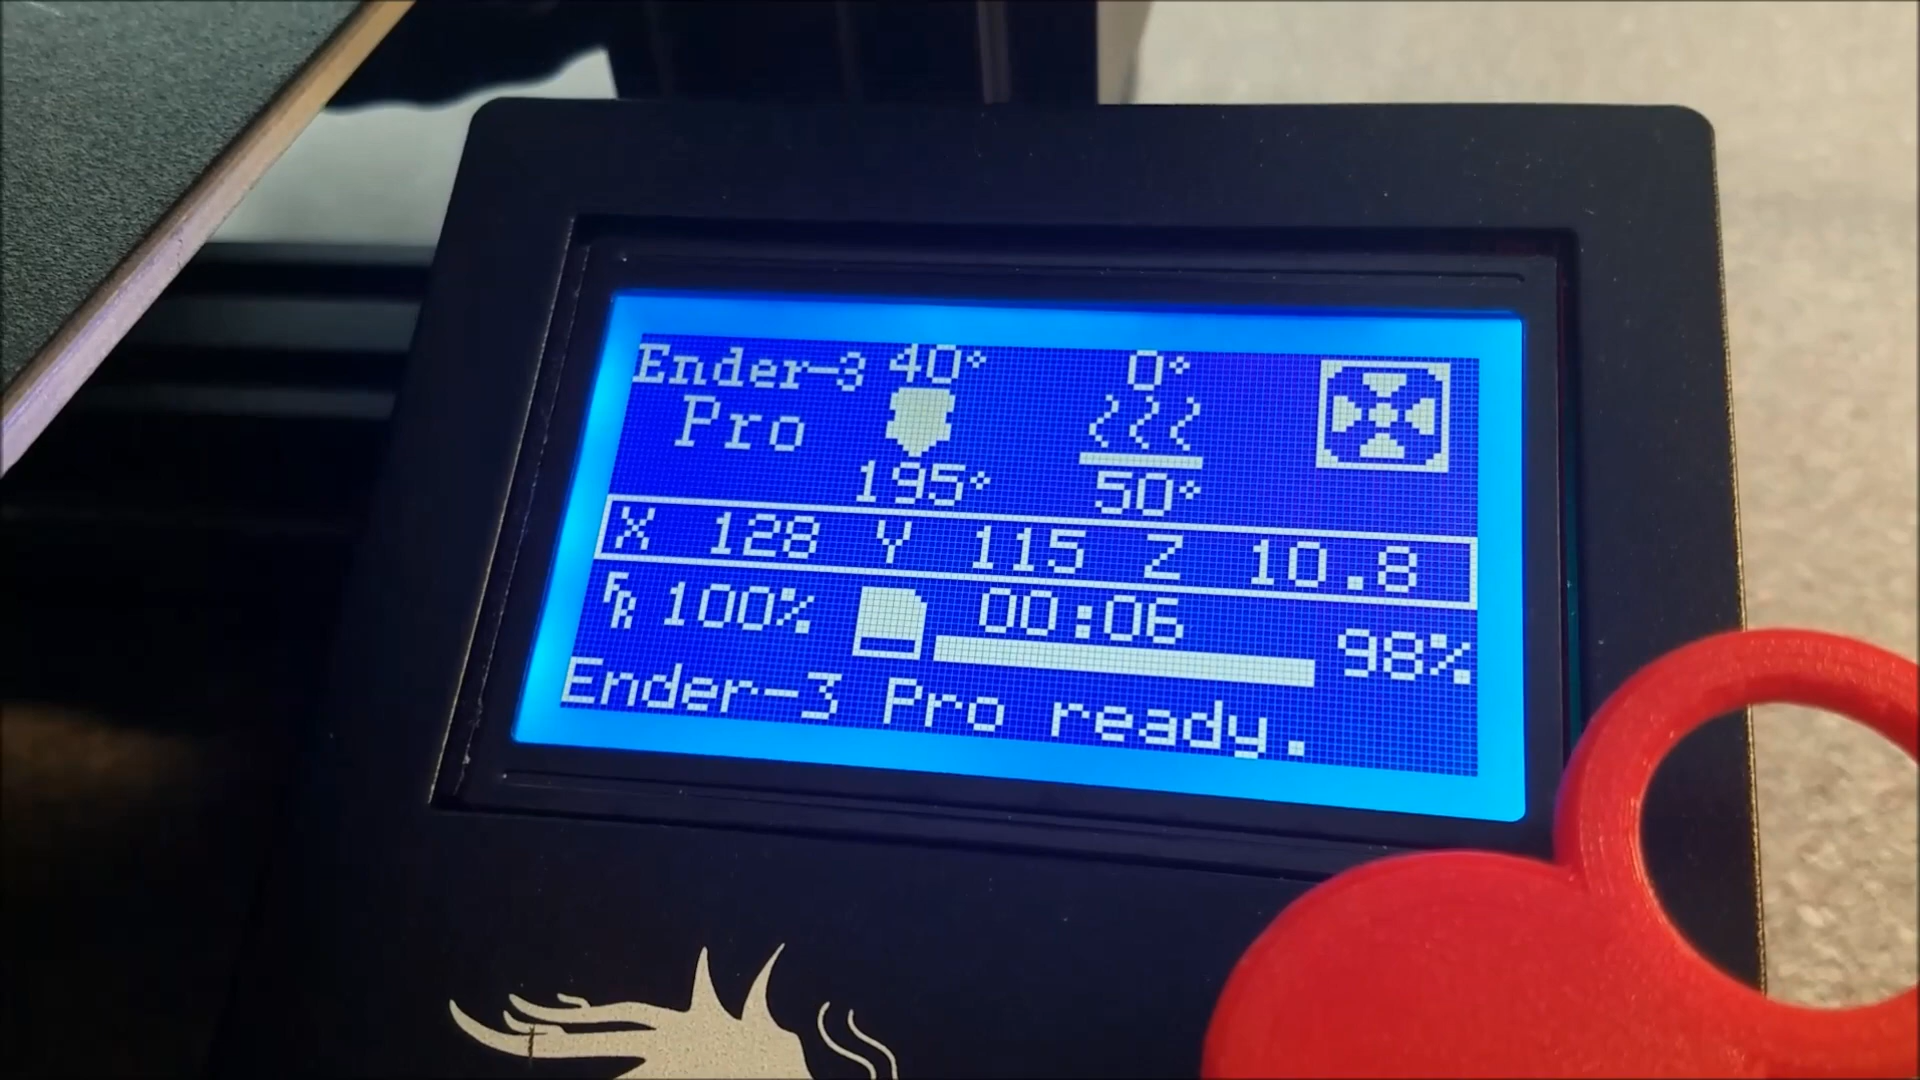 Ender-3 40° 0°
Pro
195° 50°
X 128 Y 115 Z 10.8
FR 100% 00:06 98%
Ender-3 Pro ready.